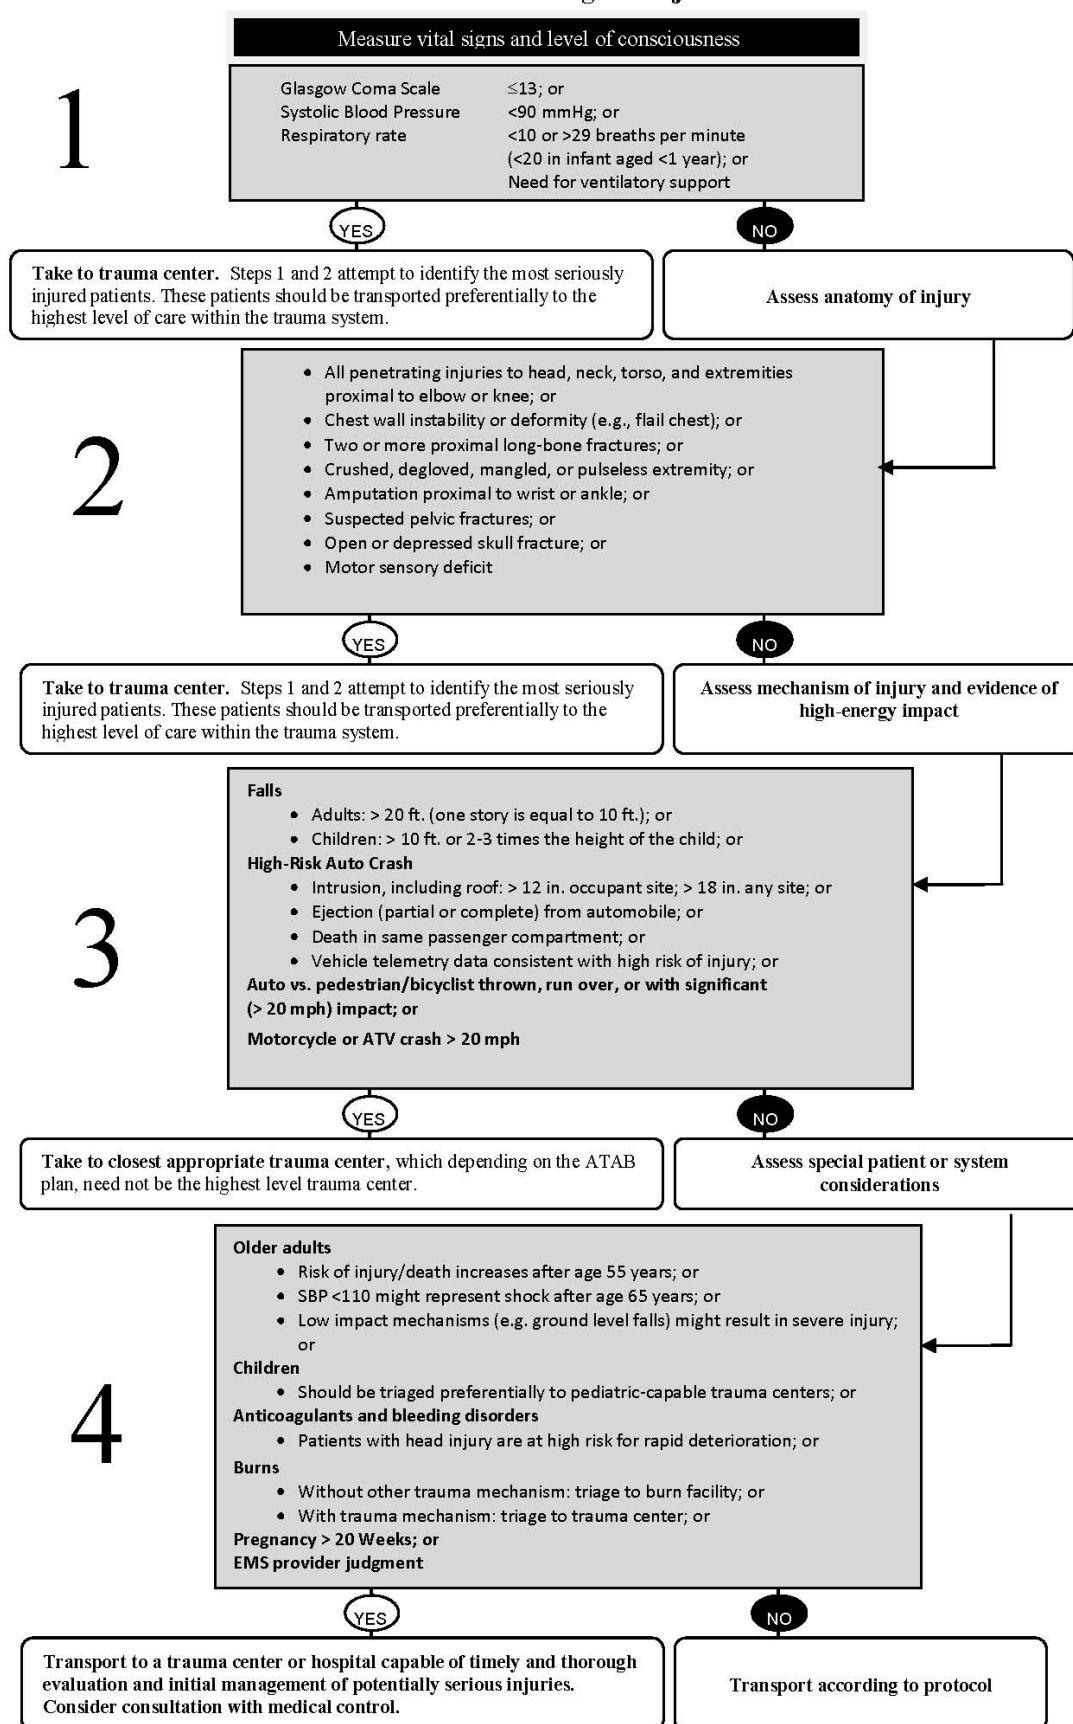 Measure vital signs and level of consciousness
1
Glasgow Coma Scale ≤13; or
Systolic Blood Pressure <90 mmHg; or
Respiratory rate <10 or >29 breaths per minute
(<20 in infant aged <1 year); or
Need for ventilatory support
YES
NO
Take to trauma center. Steps 1 and 2 attempt to identify the most seriously
injured patients. These patients should be transported preferentially to the
highest level of care within the trauma system.
Assess anatomy of injury
2
• All penetrating injuries to head, neck, torso, and extremities
proximal to elbow or knee; or
• Chest wall instability or deformity (e.g., flail chest); or
• Two or more proximal long-bone fractures; or
• Crushed, degloved, mangled, or pulseless extremity; or
• Amputation proximal to wrist or ankle; or
• Suspected pelvic fractures; or
• Open or depressed skull fracture; or
• Motor sensory deficit
YES
NO
Take to trauma center. Steps 1 and 2 attempt to identify the most seriously
injured patients. These patients should be transported preferentially to the
highest level of care within the trauma system.
Assess mechanism of injury and evidence of
high-energy impact
3
Falls
• Adults: > 20 ft. (one story is equal to 10 ft.); or
• Children: > 10 ft. or 2-3 times the height of the child; or
High-Risk Auto Crash
• Intrusion, including roof: > 12 in. occupant site; > 18 in. any site; or
• Ejection (partial or complete) from automobile; or
• Death in same passenger compartment; or
• Vehicle telemetry data consistent with high risk of injury; or
Auto vs. pedestrian/bicyclist thrown, run over, or with significant
(> 20 mph) impact; or
Motorcycle or ATV crash > 20 mph
YES
NO
Take to closest appropriate trauma center, which depending on the ATAB
plan, need not be the highest level trauma center.
Assess special patient or system
considerations
4
Older adults
• Risk of injury/death increases after age 55 years; or
• SBP <110 might represent shock after age 65 years; or
• Low impact mechanisms (e.g. ground level falls) might result in severe injury;
or
Children
• Should be triaged preferentially to pediatric-capable trauma centers; or
Anticoagulants and bleeding disorders
• Patients with head injury are at high risk for rapid deterioration; or
Burns
• Without other trauma mechanism: triage to burn facility; or
• With trauma mechanism: triage to trauma center; or
Pregnancy > 20 Weeks; or
EMS provider judgment
YES
NO
Transport to a trauma center or hospital capable of timely and thorough
evaluation and initial management of potentially serious injuries.
Consider consultation with medical control.
Transport according to protocol